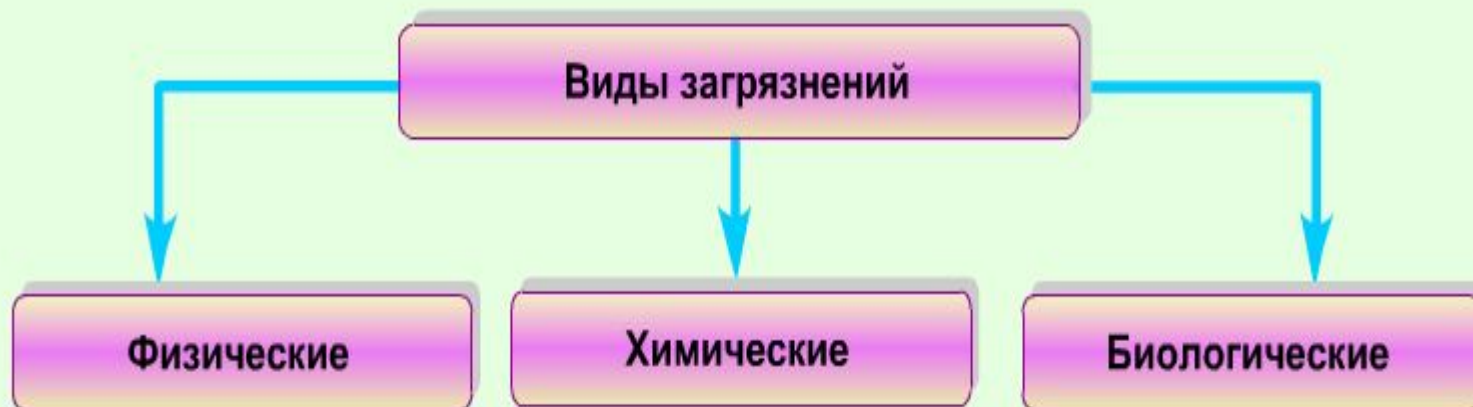 Виды загрязнений
Физические
Химические
Биологические